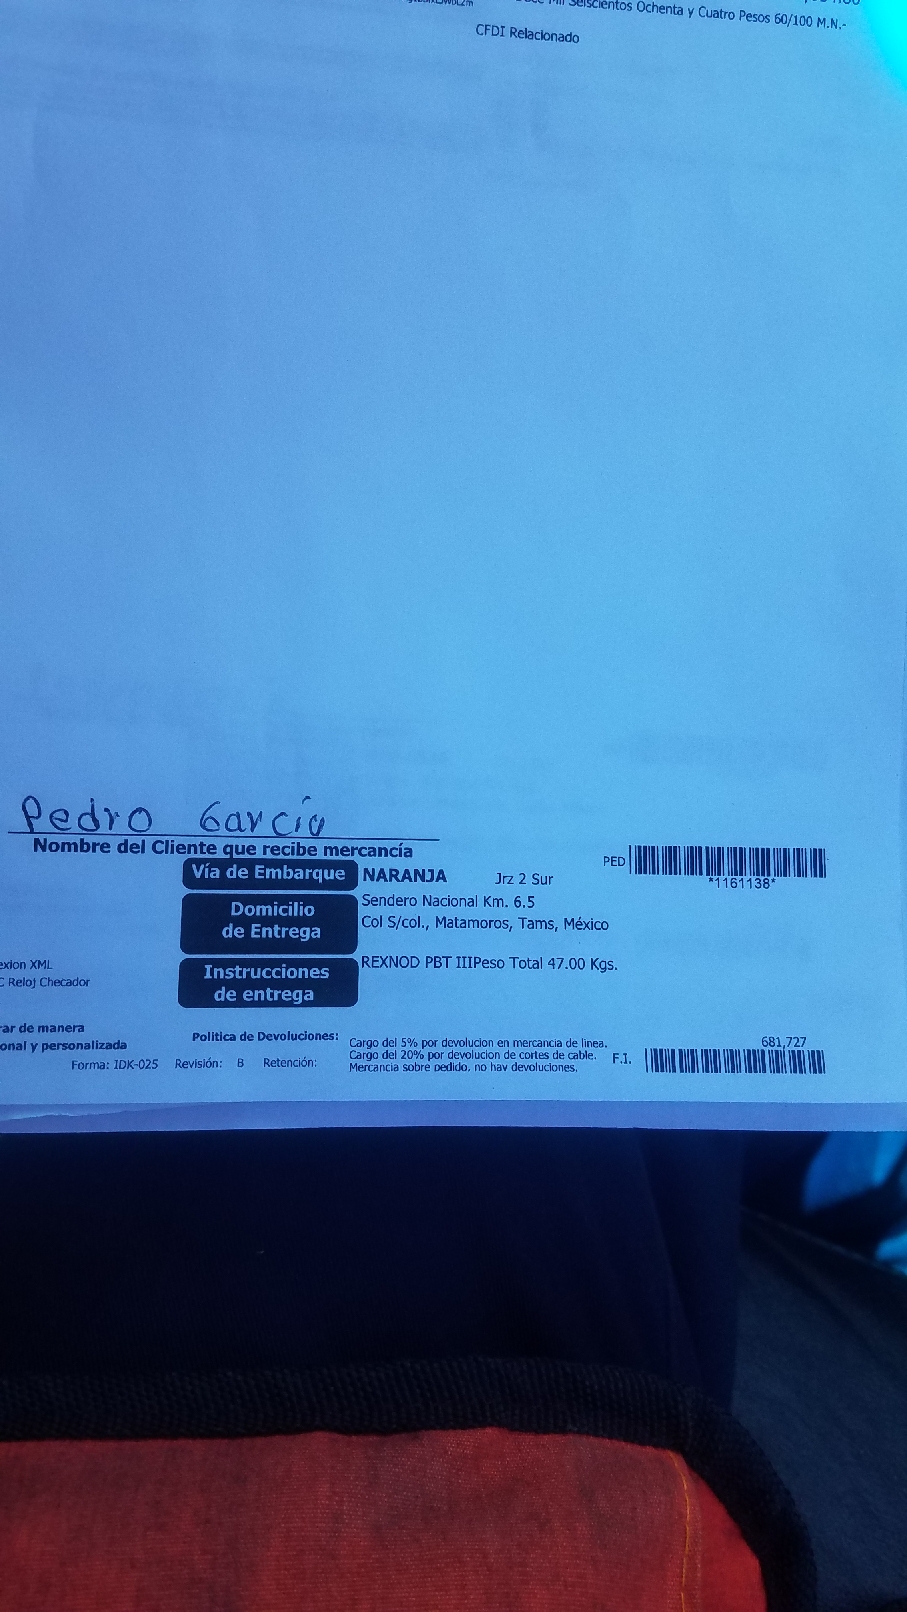 Seiscientos Ochenta y Cuatro Pesos 60/100 M.N.-
CFDI Relacionado
Pedro García
Nombre del Cliente que recibe mercancía
Vía de Embarque NARANJA Jrz 2 Sur
PED *1161138*
Domicilio de Entrega
Sendero Nacional Km. 6.5
Col S/col., Matamoros, Tams, México
Instrucciones de entrega
REXNOD PBT IIIPeso Total 47.00 Kgs.
exion XML
C Reloj Checador
rar de manera
onal y personalizada
Forma: IDK-025 Revisión: B Retención:
Politica de Devoluciones:
Cargo del 5% por devolucion en mercancia de linea.
Cargo del 20% por devolucion de cortes de cable.
Mercancia sobre pedido, no hay devoluciones.
681,727
F.I.